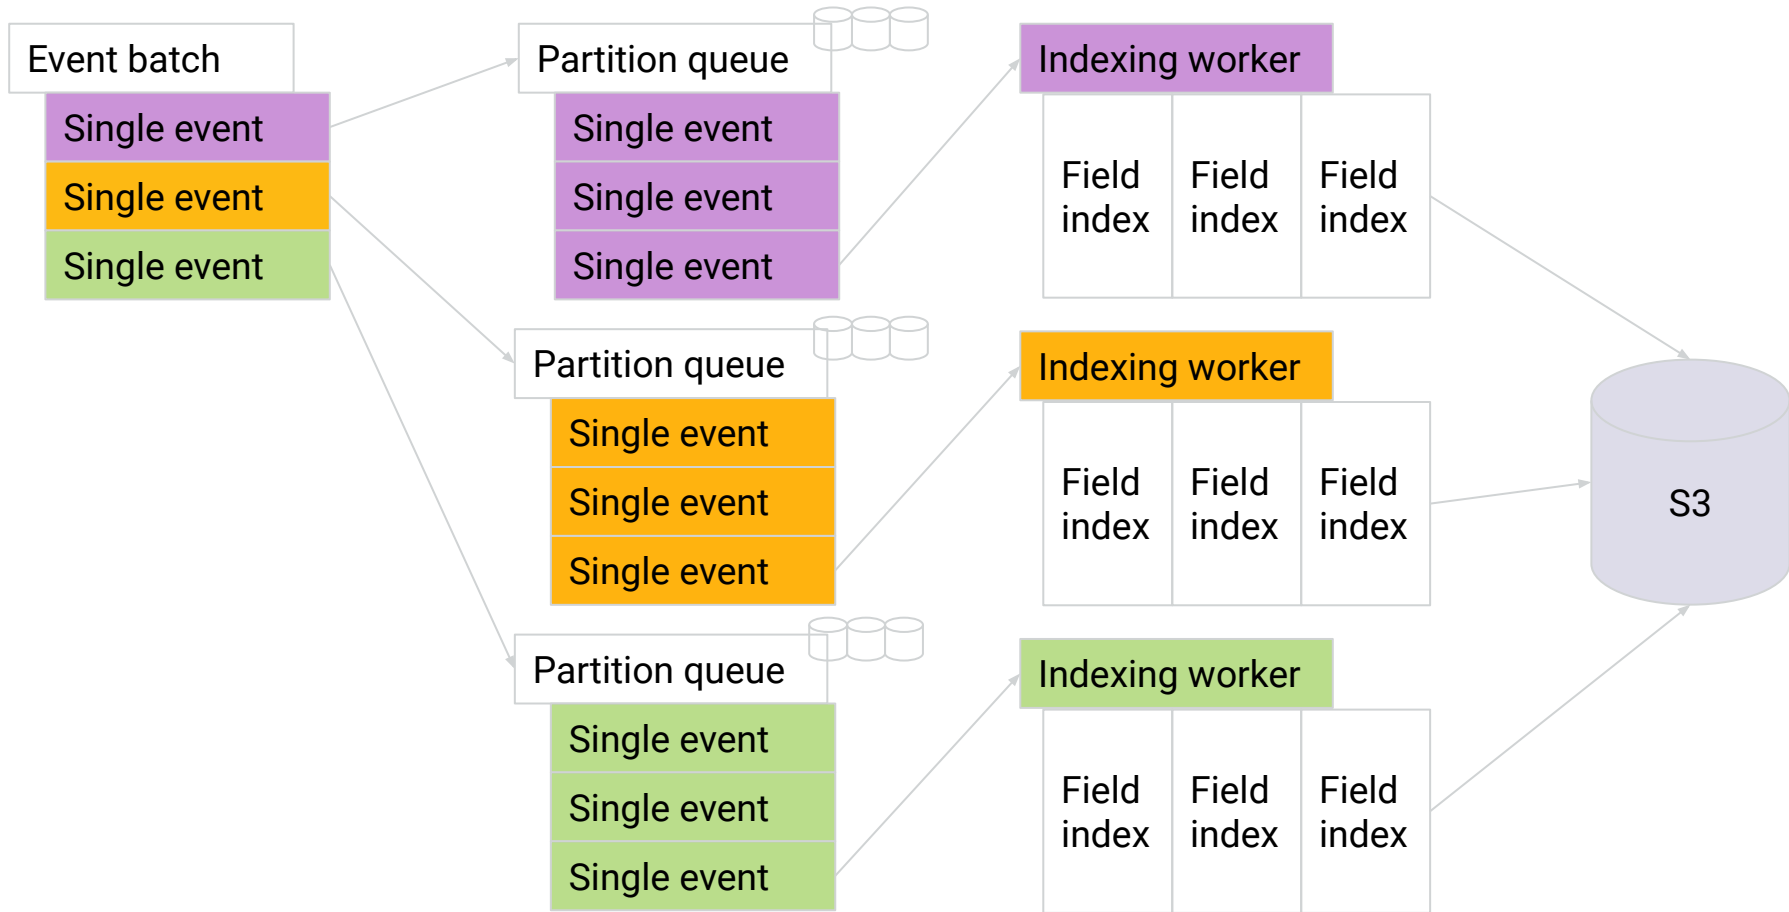 Event batch
Single event
Single event
Single event
Partition queue
Single event
Single event
Single event
Indexing worker
Field
index
Field
index
Field
index
Partition queue
Single event
Single event
Single event
Indexing worker
Field
index
Field
index
Field
index
Partition queue
Single event
Single event
Single event
Indexing worker
Field
index
Field
index
Field
index
S3